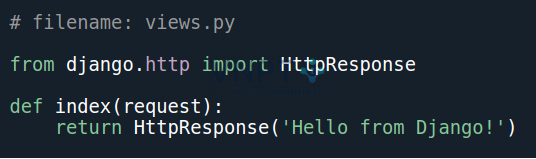 # filename: views.py
from django.http import HttpResponse
def index(request):
    return HttpResponse('Hello from Django!')